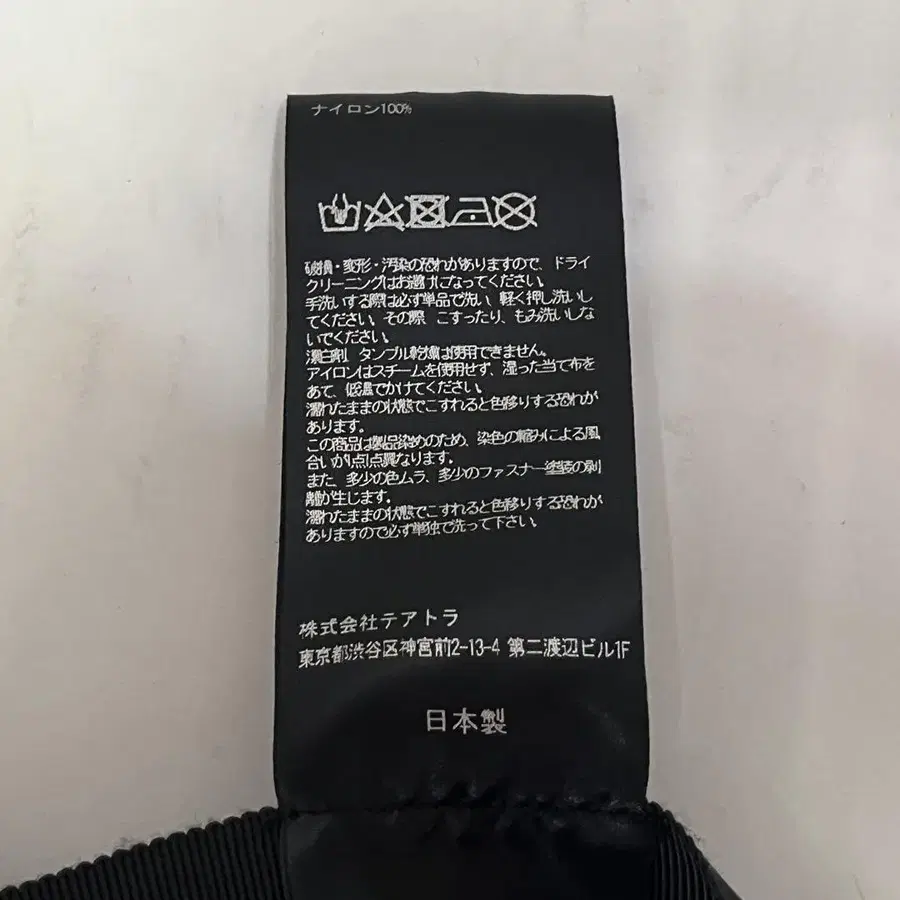 ナイロン100%
破損・変形・汚染の恐れがありますので、ドライ
クリーニングはお避けになってください。
手洗いする際は必ず単品で洗い、軽く押し洗いし
てください。その際 こすったり、もみ洗いしな
いでください。
漂白剤 タンブル乾燥は使用できません。
アイロンはスチームを使用せず、湿った当て布を
あて、低温でかけてください。
濡れたままの状態でこすれると色移りする恐れが
あります。
この商品は製品染めのため、染色の縮みによる風
合いが1点1点異なります。
また、多少の色ムラ、多少のファスナー塗装の剥
離が生じます。
濡れたままの状態でこすれると色移りする恐れが
ありますので必ず単独で洗って下さい。
株式会社テアトラ
東京都渋谷区神宮前2-13-4 第二渡辺ビル1F
日本製